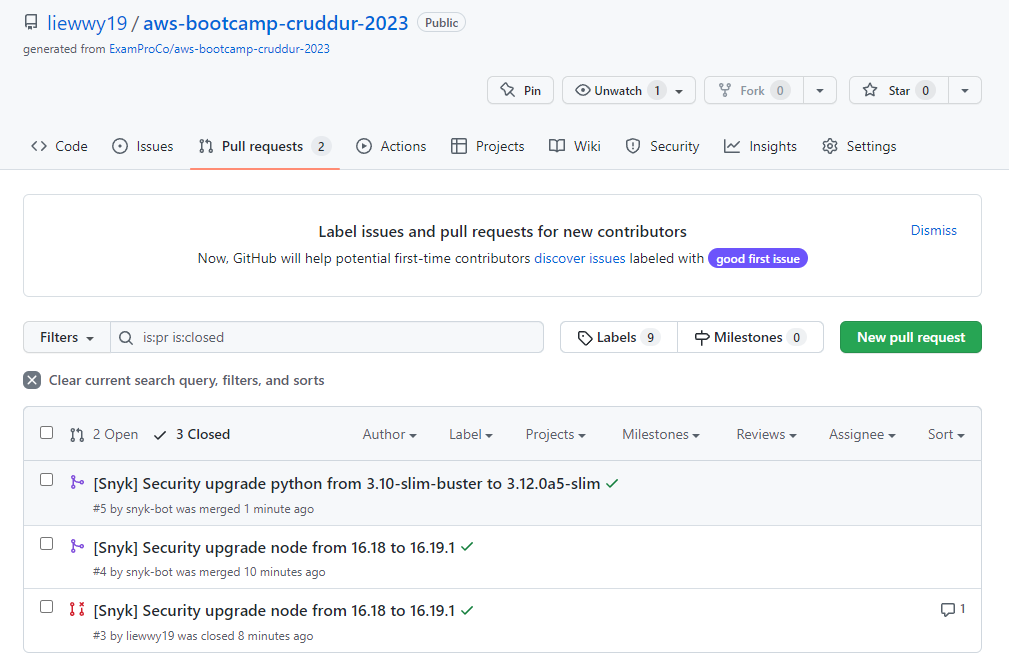 liewwy19 / aws-bootcamp-cruddur-2023 Public
generated from ExamProCo/aws-bootcamp-cruddur-2023
Pin Unwatch 1 Fork 0 Star 0
Code Issues Pull requests 2 Actions Projects Wiki Security Insights Settings
Label issues and pull requests for new contributors Dismiss
Now, GitHub will help potential first-time contributors discover issues labeled with good first issue
Filters is:pr is:closed Labels 9 Milestones 0 New pull request
Clear current search query, filters, and sorts
2 Open 3 Closed Author Label Projects Milestones Reviews Assignee Sort
[Snyk] Security upgrade python from 3.10-slim-buster to 3.12.0a5-slim
#5 by snyk-bot was merged 1 minute ago
[Snyk] Security upgrade node from 16.18 to 16.19.1
#4 by snyk-bot was merged 10 minutes ago
[Snyk] Security upgrade node from 16.18 to 16.19.1 1
#3 by liewwy19 was closed 8 minutes ago